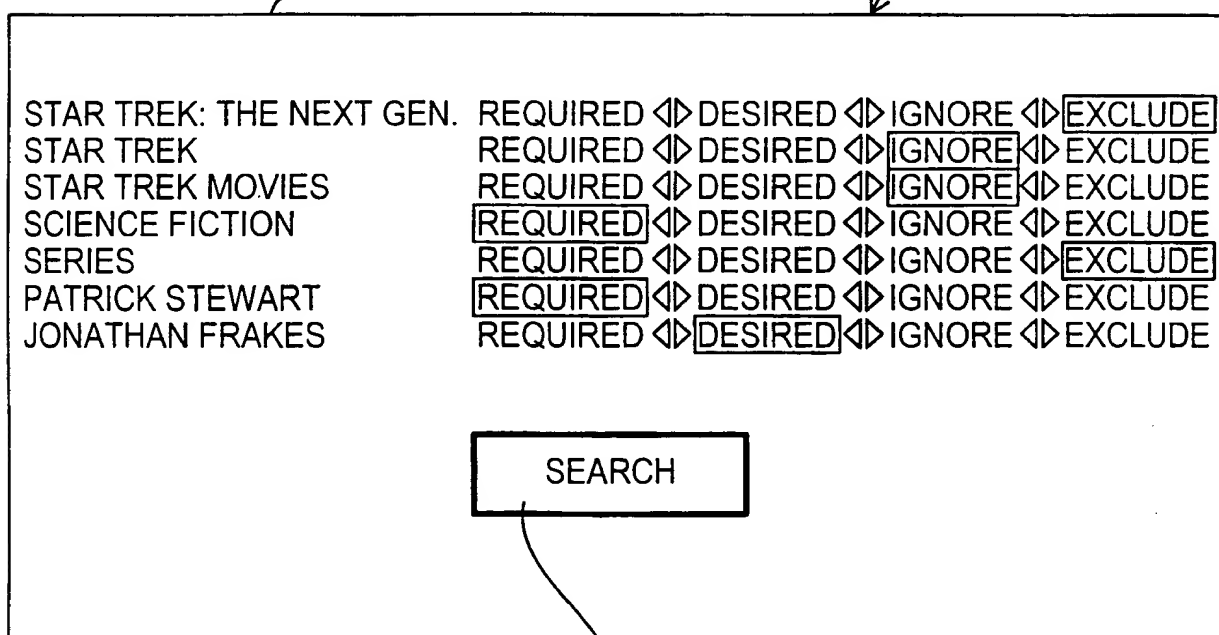 STAR TREK: THE NEXT GEN. REQUIRED ◁▷ DESIRED ◁▷ IGNORE ◁▷ EXCLUDE
STAR TREK REQUIRED ◁▷ DESIRED ◁▷ IGNORE ◁▷ EXCLUDE
STAR TREK MOVIES REQUIRED ◁▷ DESIRED ◁▷ IGNORE ◁▷ EXCLUDE
SCIENCE FICTION REQUIRED ◁▷ DESIRED ◁▷ IGNORE ◁▷ EXCLUDE
SERIES REQUIRED ◁▷ DESIRED ◁▷ IGNORE ◁▷ EXCLUDE
PATRICK STEWART REQUIRED ◁▷ DESIRED ◁▷ IGNORE ◁▷ EXCLUDE
JONATHAN FRAKES REQUIRED ◁▷ DESIRED ◁▷ IGNORE ◁▷ EXCLUDE
SEARCH